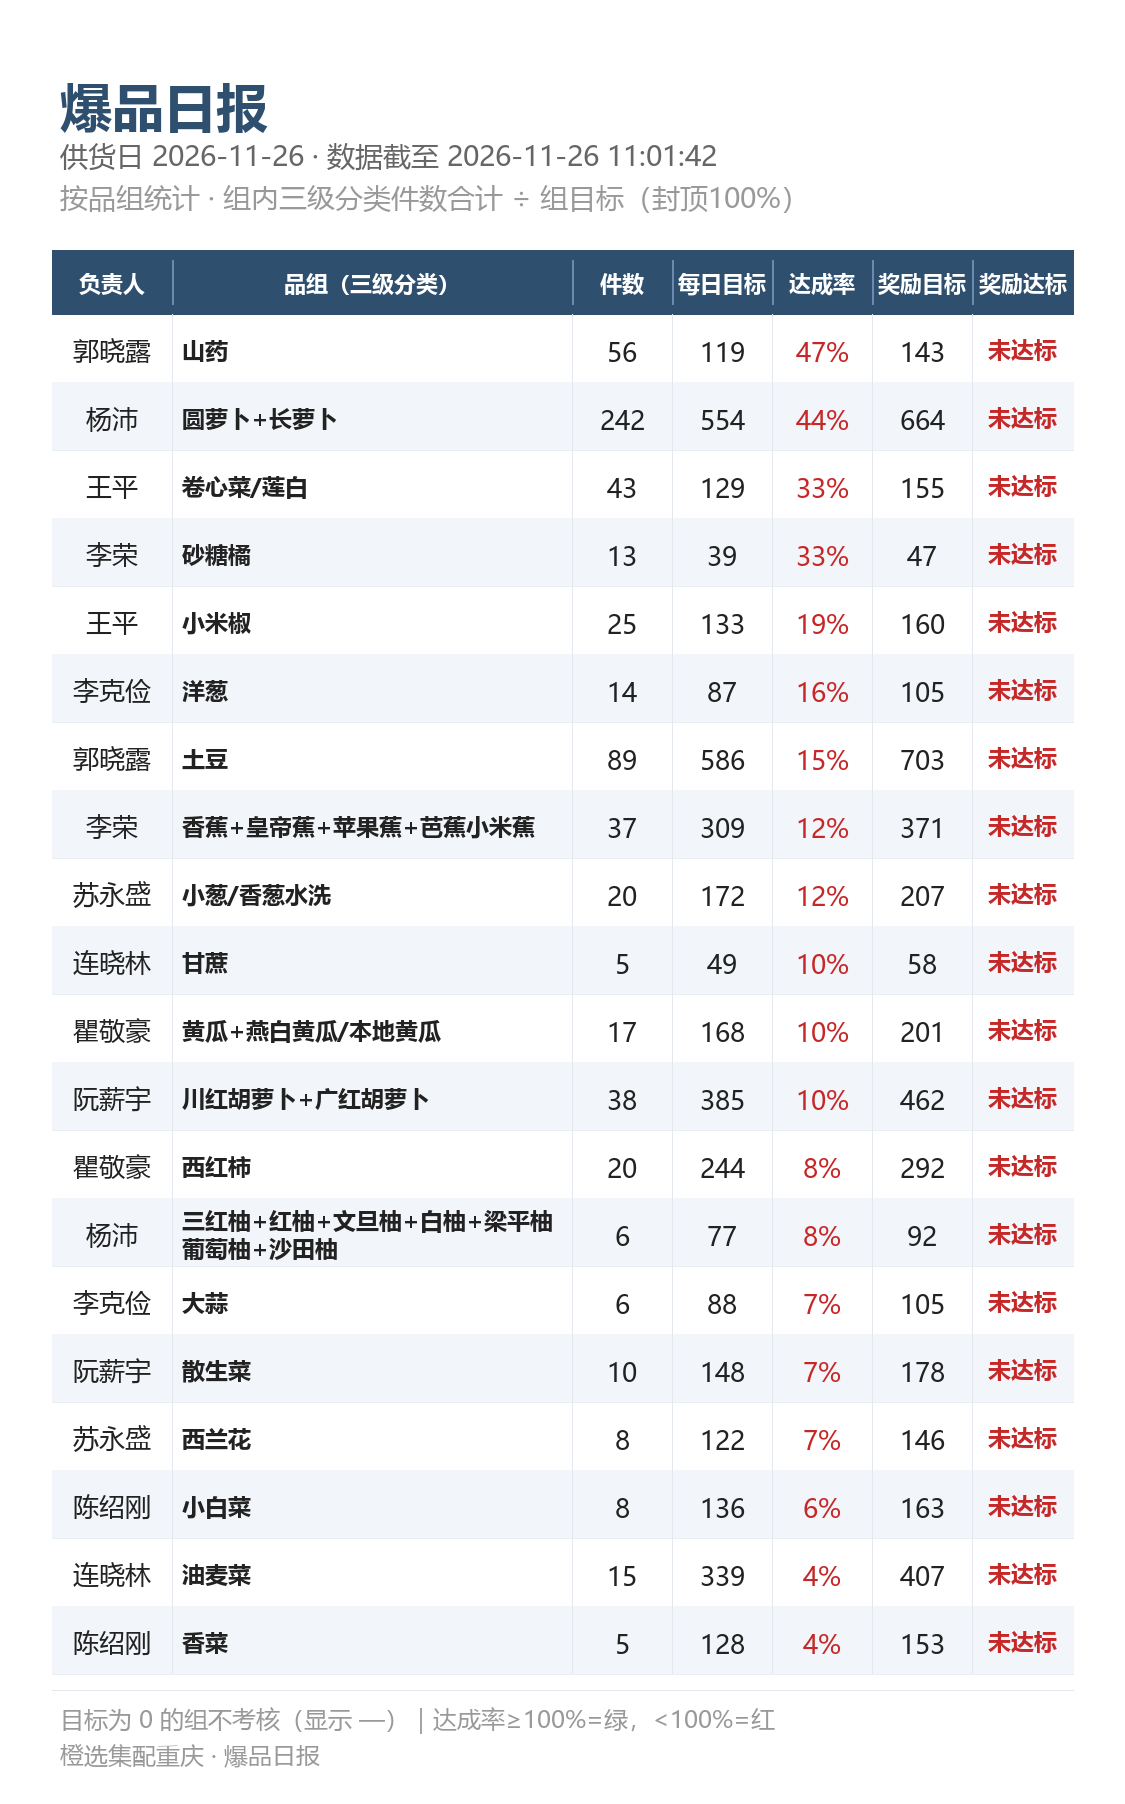 爆品日报
供货日 2026-11-26 · 数据截至 2026-11-26 11:01:42
按品组统计 · 组内三级分类件数合计 ÷ 组目标（封顶100%）
负责人 品组（三级分类） 件数 每日目标 达成率 奖励目标 奖励达标
郭晓露 山药 56 119 47% 143 未达标
杨沛 圆萝卜+长萝卜 242 554 44% 664 未达标
王平 卷心菜/莲白 43 129 33% 155 未达标
李荣 砂糖橘 13 39 33% 47 未达标
王平 小米椒 25 133 19% 160 未达标
李克俭 洋葱 14 87 16% 105 未达标
郭晓露 土豆 89 586 15% 703 未达标
李荣 香蕉+皇帝蕉+苹果蕉+芭蕉小米蕉 37 309 12% 371 未达标
苏永盛 小葱/香葱水洗 20 172 12% 207 未达标
连晓林 甘蔗 5 49 10% 58 未达标
瞿敬豪 黄瓜+燕白黄瓜/本地黄瓜 17 168 10% 201 未达标
阮薪宇 川红胡萝卜+广红胡萝卜 38 385 10% 462 未达标
瞿敬豪 西红柿 20 244 8% 292 未达标
杨沛 三红柚+红柚+文旦柚+白柚+梁平柚
葡萄柚+沙田柚 6 77 8% 92 未达标
李克俭 大蒜 6 88 7% 105 未达标
阮薪宇 散生菜 10 148 7% 178 未达标
苏永盛 西兰花 8 122 7% 146 未达标
陈绍刚 小白菜 8 136 6% 163 未达标
连晓林 油麦菜 15 339 4% 407 未达标
陈绍刚 香菜 5 128 4% 153 未达标
目标为 0 的组不考核（显示 —）｜达成率≥100%=绿，<100%=红
橙选集配重庆 · 爆品日报